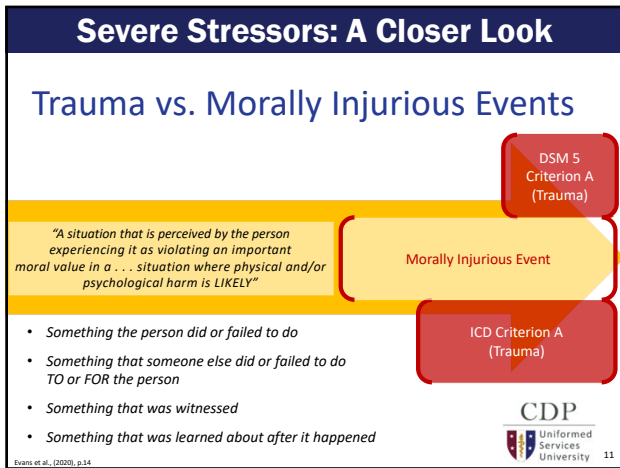 Severe Stressors: A Closer Look
Trauma vs. Morally Injurious Events
DSM 5
Criterion A
(Trauma)
“A situation that is perceived by the person
experiencing it as violating an important
moral value in a . . . situation where physical and/or
psychological harm is LIKELY”
Morally Injurious Event
ICD Criterion A
(Trauma)
• Something the person did or failed to do
• Something that someone else did or failed to do
TO or FOR the person
• Something that was witnessed
• Something that was learned about after it happened
CDP
Uniformed
Services
University
11
Evans et al., (2020), p.14